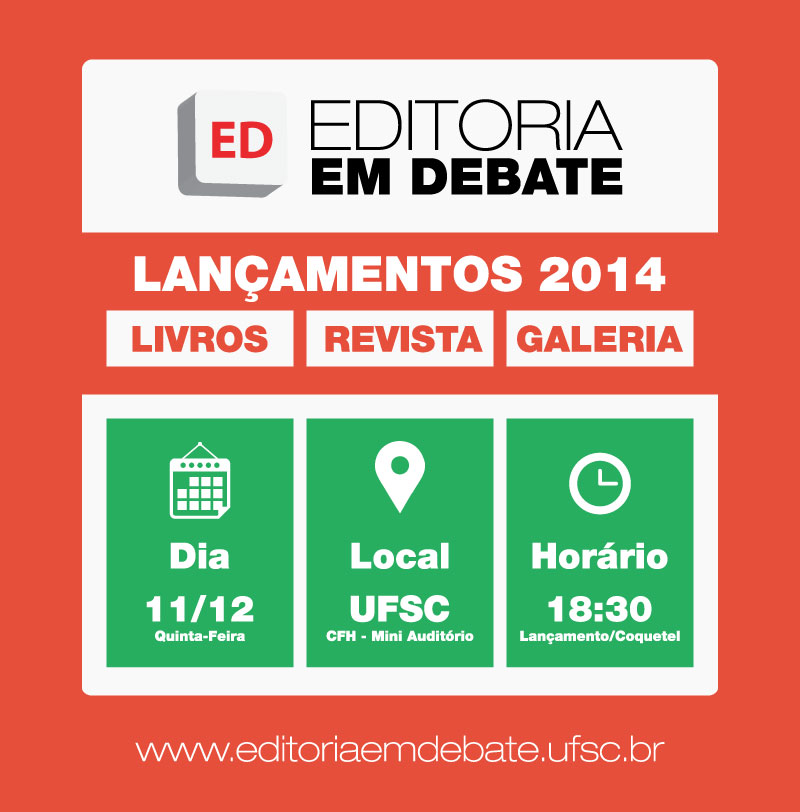 ED
EDITORIA
EM DEBATE
LANÇAMENTOS 2014
LIVROS
REVISTA
GALERIA
Dia
11/12
Quinta-Feira
Local
UFSC
CFH - Mini Auditório
Horário
18:30
Lançamento/Coquetel
www.editoriaemdebate.ufsc.br